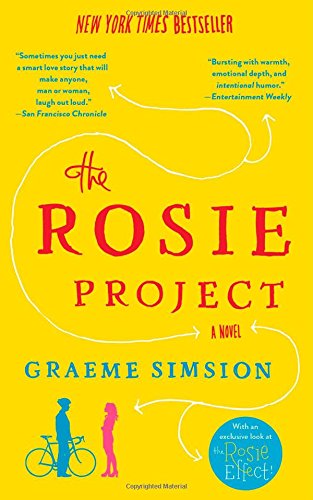 NEW YORK TIMES BESTSELLER
"Sometimes you just need
a smart love story that will
make anyone,
man or woman,
laugh out loud."
—San Francisco Chronicle
"Bursting with warmth,
emotional depth, and
intentional humor."
—Entertainment Weekly
the
ROSIE
PROJECT
A NOVEL
GRAEME SIMSION
With an
exclusive look at
the Rosie
Effect!
Copyrighted Material